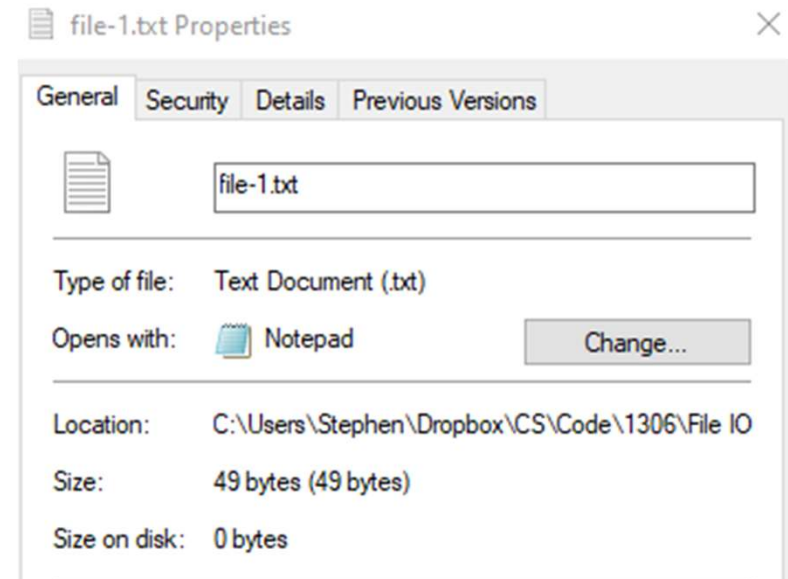 file-1.txt Properties
General Security Details Previous Versions
file-1.txt
Type of file: Text Document (.txt)
Opens with: Notepad Change...
Location: C:\Users\Stephen\Dropbox\CS\Code\1306\File IO
Size: 49 bytes (49 bytes)
Size on disk: 0 bytes